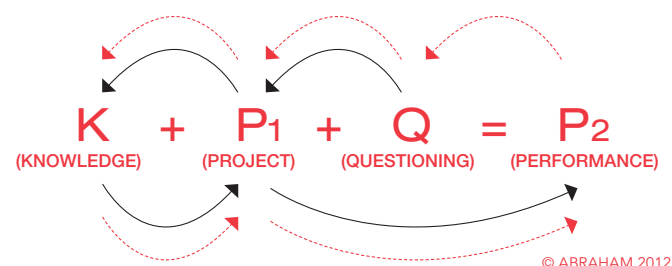 K + P1 + Q = P2
(KNOWLEDGE) (PROJECT) (QUESTIONING) (PERFORMANCE)
© ABRAHAM 2012